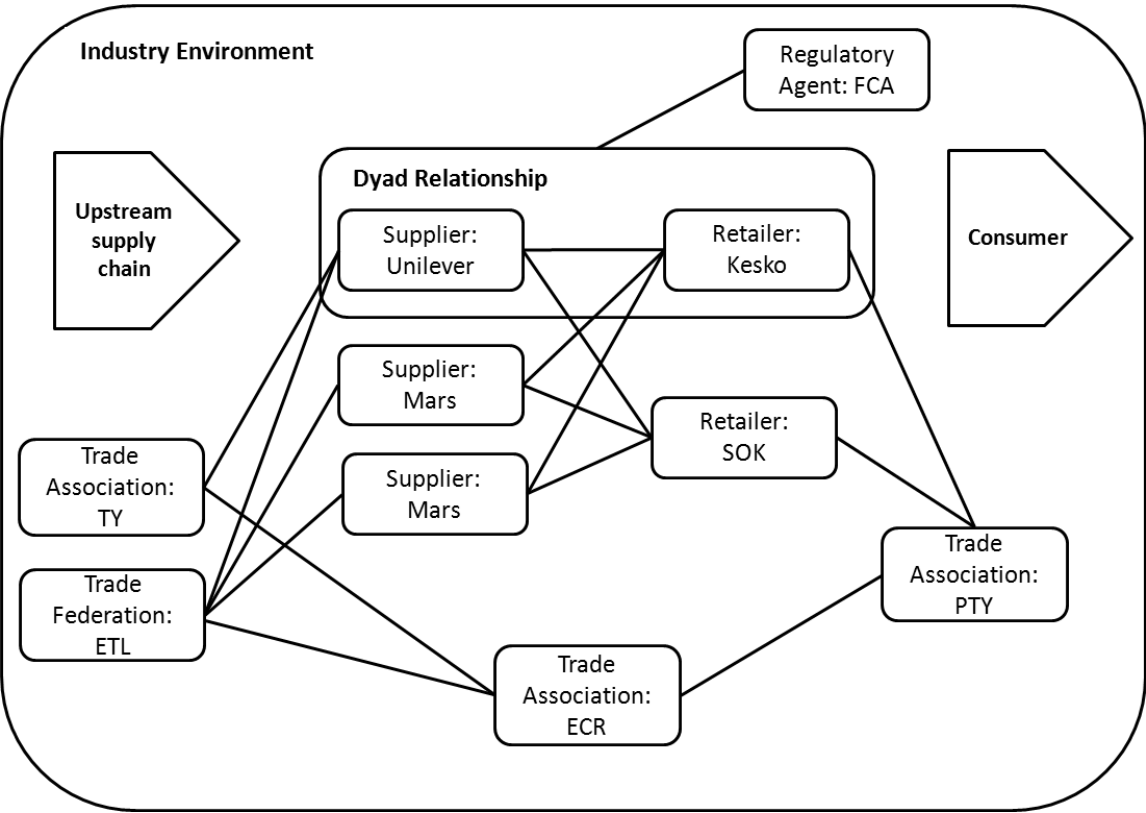 Industry Environment
Regulatory
Agent: FCA
Upstream
supply
chain
Dyad Relationship
Supplier:
Unilever
Retailer:
Kesko
Consumer
Supplier:
Mars
Retailer:
SOK
Trade
Association:
TY
Supplier:
Mars
Trade
Association:
PTY
Trade
Federation:
ETL
Trade
Association:
ECR